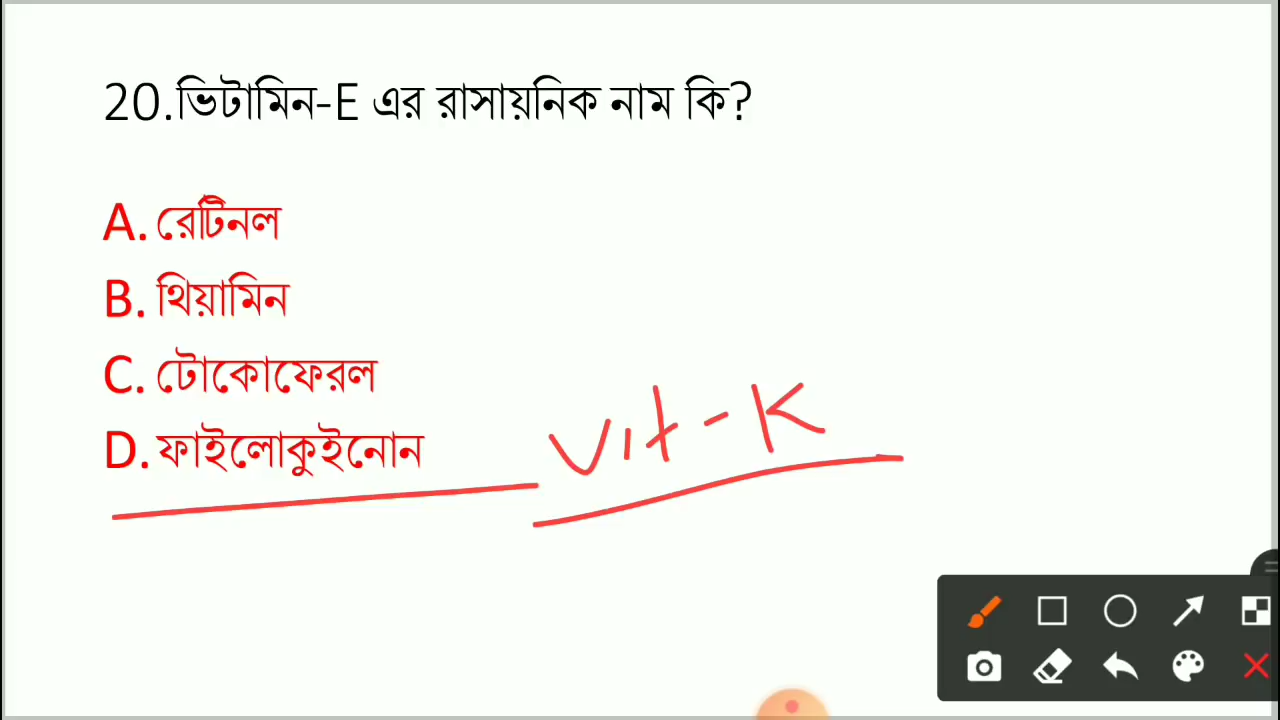 20.ভিটামিন-E এর রাসায়নিক নাম কি?
A. রেটিনল
B. থিয়ামিন
C. টোকোফেরল
D. ফাইলোকুইনোন
Vit - K